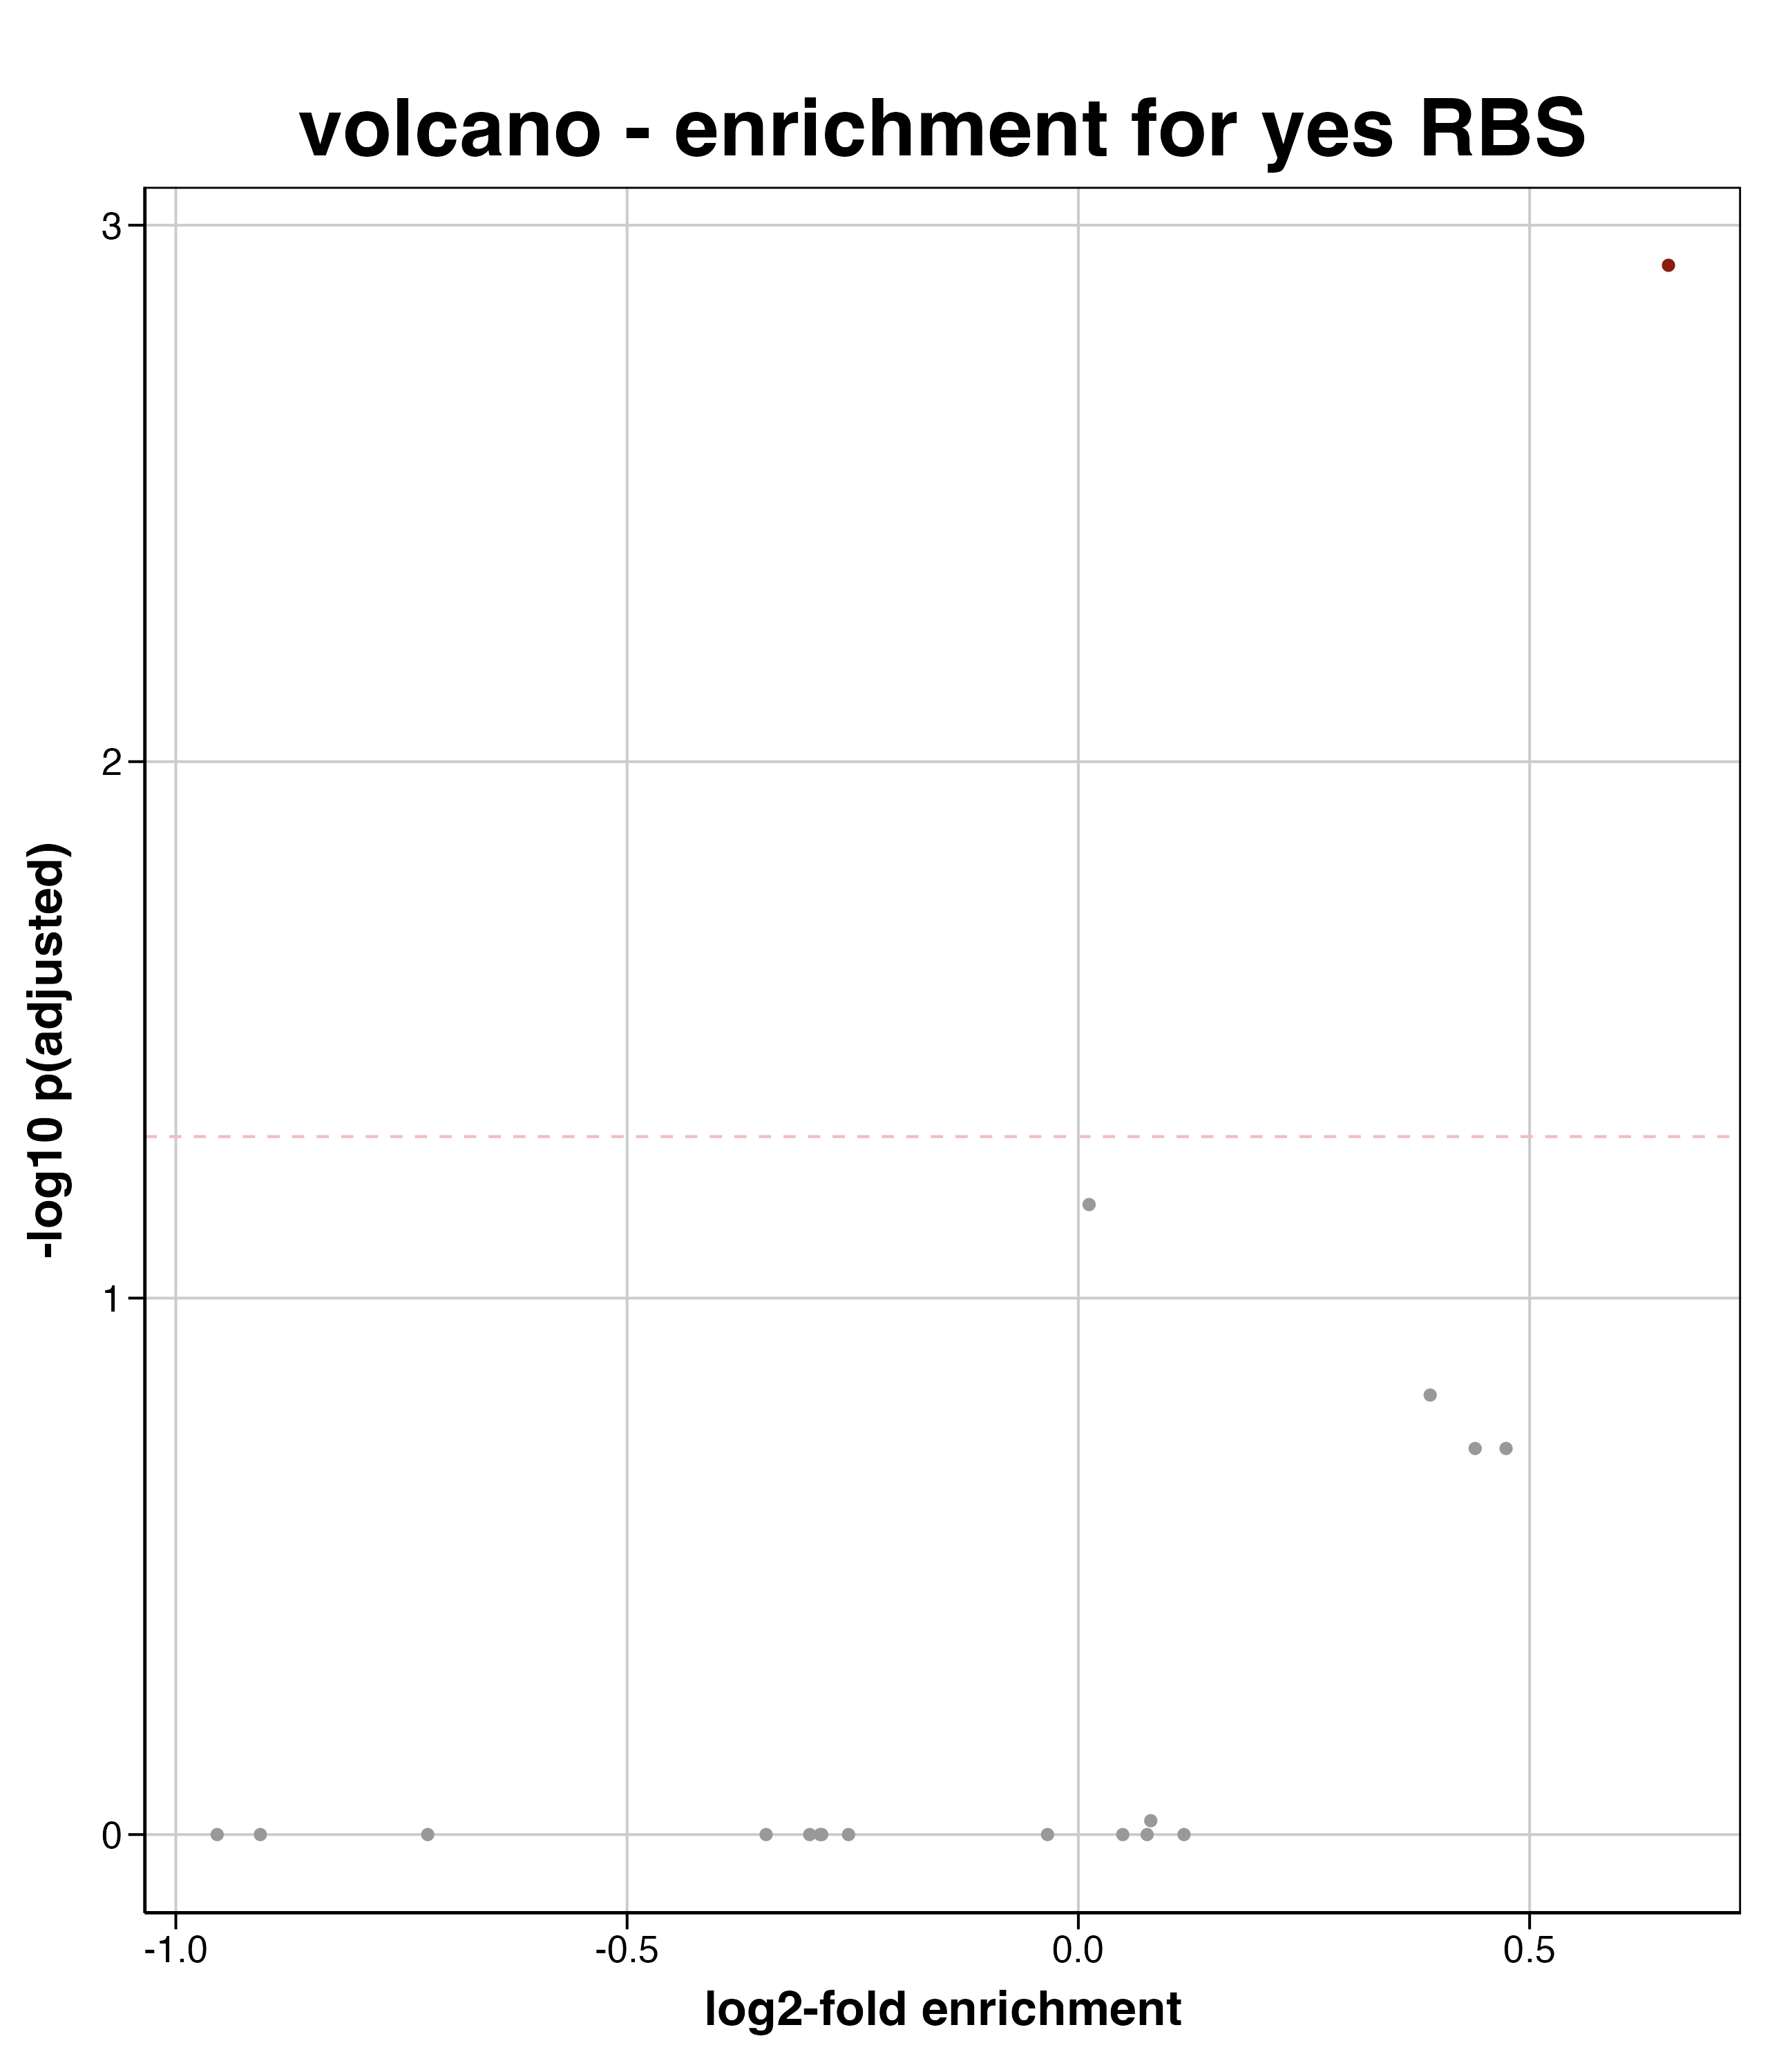 volcano - enrichment for yes RBS
3
2
1
0
-log10 p(adjusted)
-1.0 -0.5 0.0 0.5
log2-fold enrichment